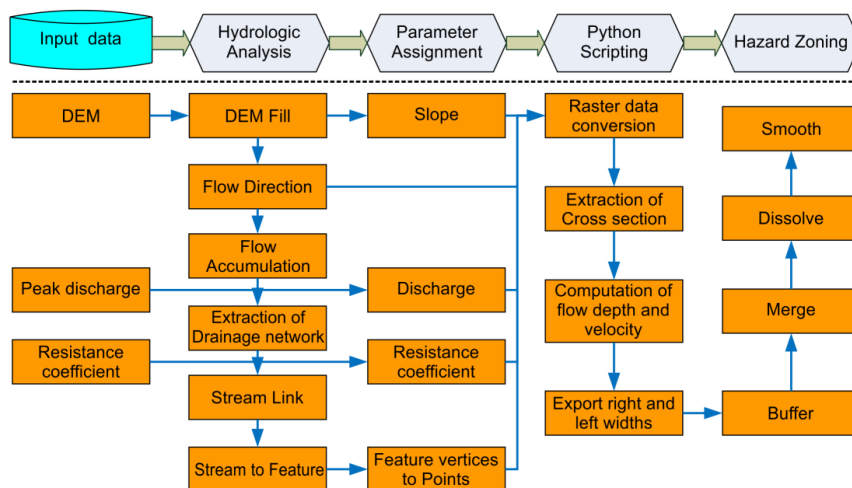 Input data
Hydrologic
Analysis
Parameter
Assignment
Python
Scripting
Hazard Zoning
DEM
DEM Fill
Slope
Raster data
conversion
Smooth
Flow Direction
Extraction of
Cross section
Dissolve
Flow
Accumulation
Peak discharge
Discharge
Computation of
flow depth and
velocity
Merge
Extraction of
Drainage network
Resistance
coefficient
Resistance
coefficient
Stream Link
Export right and
left widths
Buffer
Stream to Feature
Feature vertices
to Points